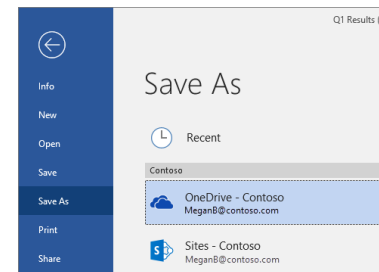 Q1 Results (
Info
New
Open
Save
Save As
Print
Share
Save As
Recent
Contoso
OneDrive - Contoso
MeganB@contoso.com
Sites - Contoso
MeganB@contoso.com